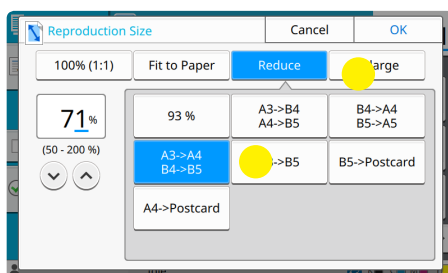 Reproduction Size
Cancel
OK
100% (1:1)
Fit to Paper
Reduce
large
71%
(50 - 200 %)
93 %
A3->B4
A4->B5
B4->A4
B5->A5
A3->A4
B4->B5
->B5
B5->Postcard
A4->Postcard